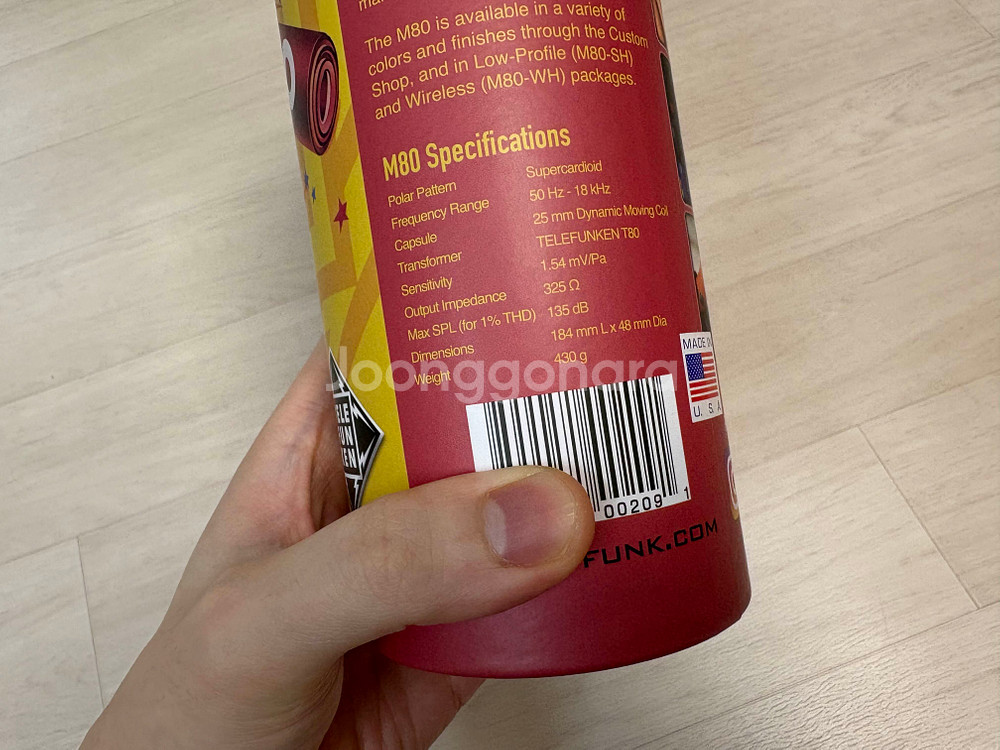 The M80 is available in a variety of
colors and finishes through the Custom
Shop, and in Low-Profile (M80-SH)
and Wireless (M80-WH) packages.
M80 Specifications
Polar Pattern Supercardioid
Frequency Range 50 Hz - 18 kHz
Capsule 25 mm Dynamic Moving Coil
Transformer TELEFUNKEN T80
Sensitivity 1.54 mV/Pa
Output Impedance 325 Ω
Max SPL (for 1% THD) 135 dB
Dimensions 184 mm L x 48 mm Dia
Weight 430 g
Joonggonara
MADE IN
U. S. A
ELE
UN
EN
00209 1
FUNK.COM